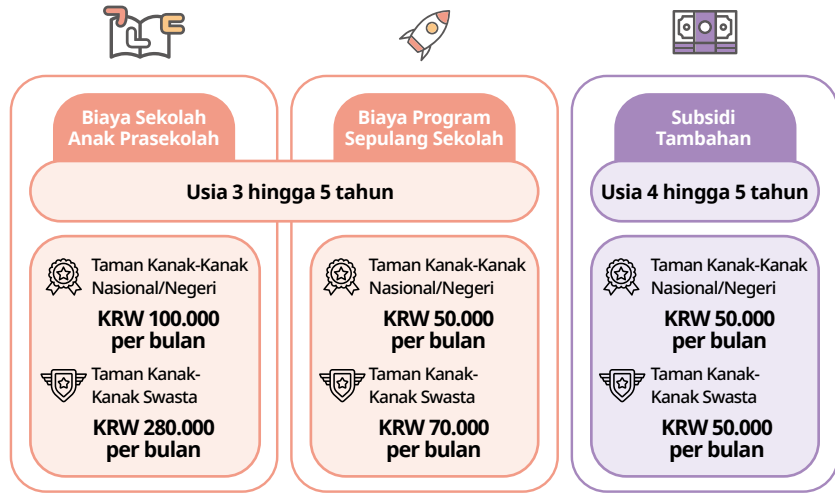 Biaya Sekolah
Anak Prasekolah
Biaya Program
Sepulang Sekolah
Usia 3 hingga 5 tahun
Taman Kanak-Kanak
Nasional/Negeri
KRW 100.000
per bulan
Taman Kanak-
Kanak Swasta
KRW 280.000
per bulan
Taman Kanak-Kanak
Nasional/Negeri
KRW 50.000
per bulan
Taman Kanak-
Kanak Swasta
KRW 70.000
per bulan
Subsidi
Tambahan
Usia 4 hingga 5 tahun
Taman Kanak-Kanak
Nasional/Negeri
KRW 50.000
per bulan
Taman Kanak-
Kanak Swasta
KRW 50.000
per bulan